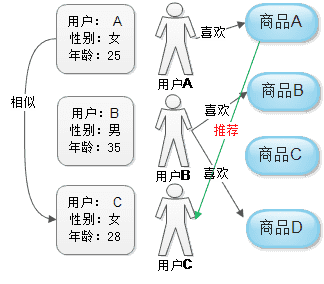 用户： A
性别：女
年龄：25
喜欢
商品A
用户A
相似
用户： B
性别：男
年龄：35
喜欢
商品B
推荐
商品C
用户B
喜欢
用户： C
性别：女
年龄：28
商品D
用户C